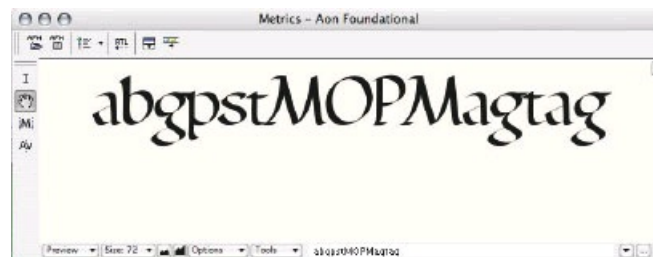 Metrics – Aon Foundational
abgpstMOPMagtag
Preview Size: 72 Options Tools abgpstMOPMagtag